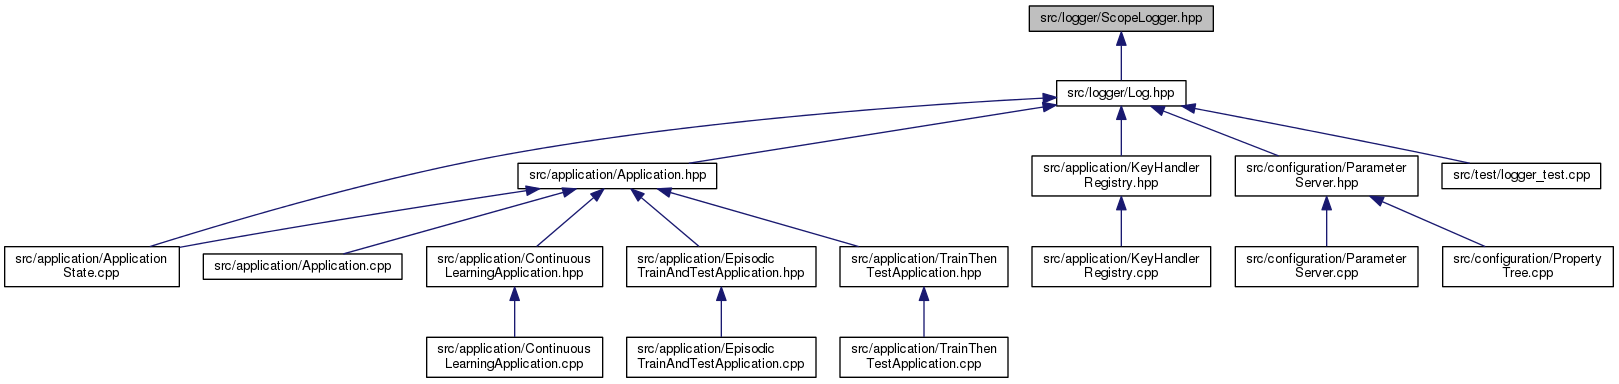 src/logger/ScopeLogger.hpp
src/logger/Log.hpp
src/application/Application.hpp
src/application/KeyHandler
Registry.hpp
src/configuration/Parameter
Server.hpp
src/test/logger_test.cpp
src/application/Application
State.cpp
src/application/Application.cpp
src/application/Continuous
LearningApplication.hpp
src/application/Episodic
TrainAndTestApplication.hpp
src/application/TrainThen
TestApplication.hpp
src/application/KeyHandler
Registry.cpp
src/configuration/Parameter
Server.cpp
src/configuration/Property
Tree.cpp
src/application/Continuous
LearningApplication.cpp
src/application/Episodic
TrainAndTestApplication.cpp
src/application/TrainThen
TestApplication.cpp